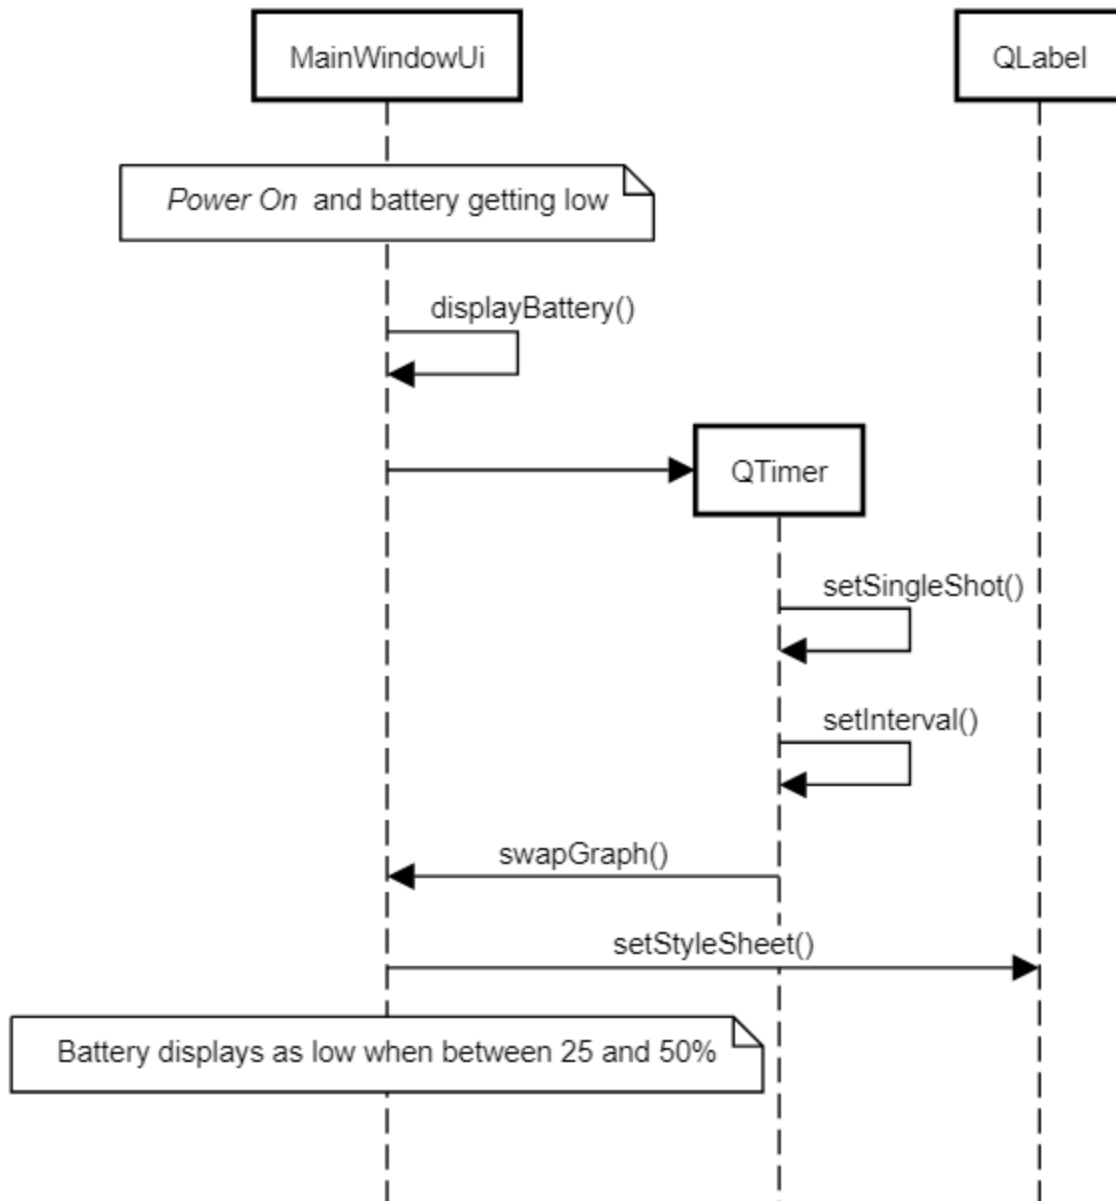 MainWindowUi
QLabel
Power On and battery getting low
displayBattery()
QTimer
setSingleShot()
setInterval()
swapGraph()
setStyleSheet()
Battery displays as low when between 25 and 50%